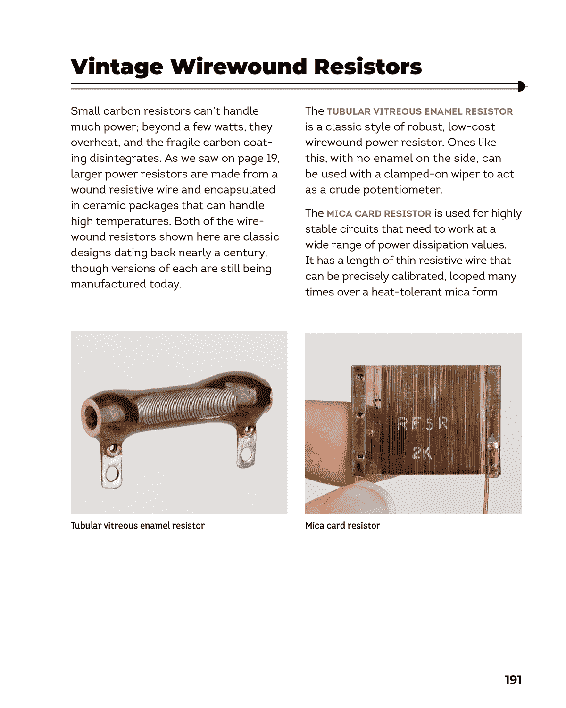 Vintage Wirewound Resistors
Small carbon resistors can't handle
much power; beyond a few watts, they
overheat, and the fragile carbon coat-
ing disintegrates. As we saw on page 19,
larger power resistors are made from a
wound resistive wire and encapsulated
in ceramic packages that can handle
high temperatures. Both of the wire-
wound resistors shown here are classic
designs dating back nearly a century,
though versions of each are still being
manufactured today.
The TUBULAR VITREOUS ENAMEL RESISTOR
is a classic style of robust, low-cost
wirewound power resistor. Ones like
this, with no enamel on the side, can
be used with a clamped-on wiper to act
as a crude potentiometer.
The MICA CARD RESISTOR is used for highly
stable circuits that need to work at a
wide range of power dissipation values.
It has a length of thin resistive wire that
can be precisely calibrated, looped many
times over a heat-tolerant mica form
RF5R
2K
Tubular vitreous enamel resistor
Mica card resistor
191